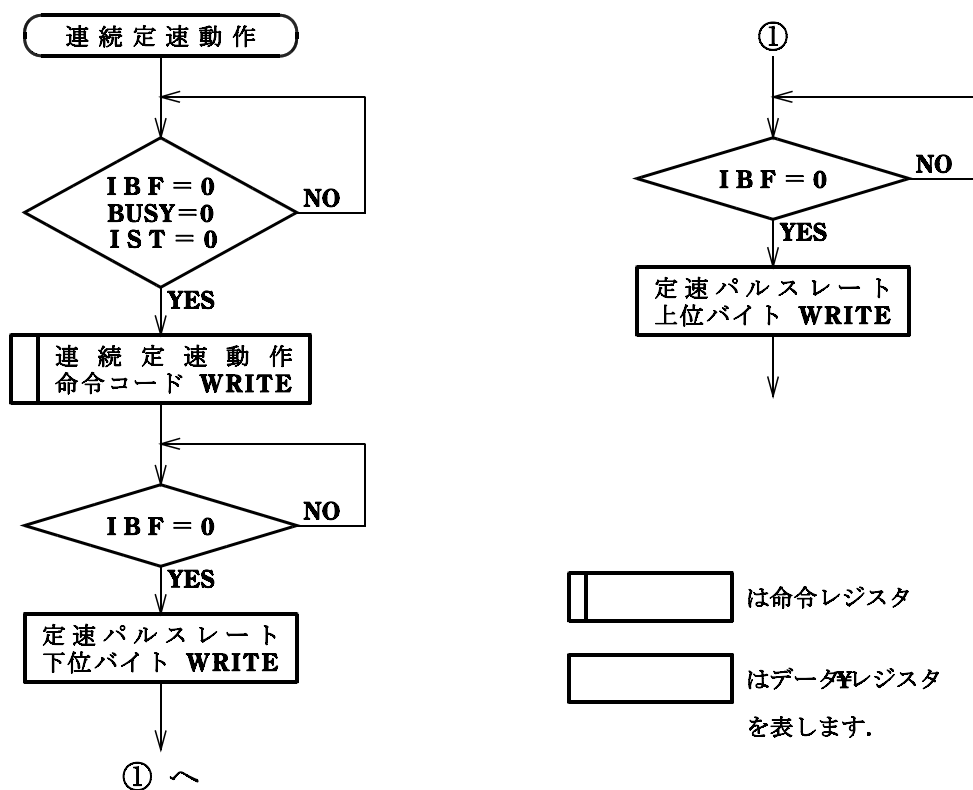 連続定速動作
IBF=0
BUSY=0
IST=0
NO
YES
連続定速動作
命令コード WRITE
IBF=0
NO
YES
定速パルスレート
下位バイト WRITE
①へ
①
IBF=0
NO
YES
定速パルスレート
上位バイト WRITE
は命令レジスタ
はデータ¥レジスタ
を表します.